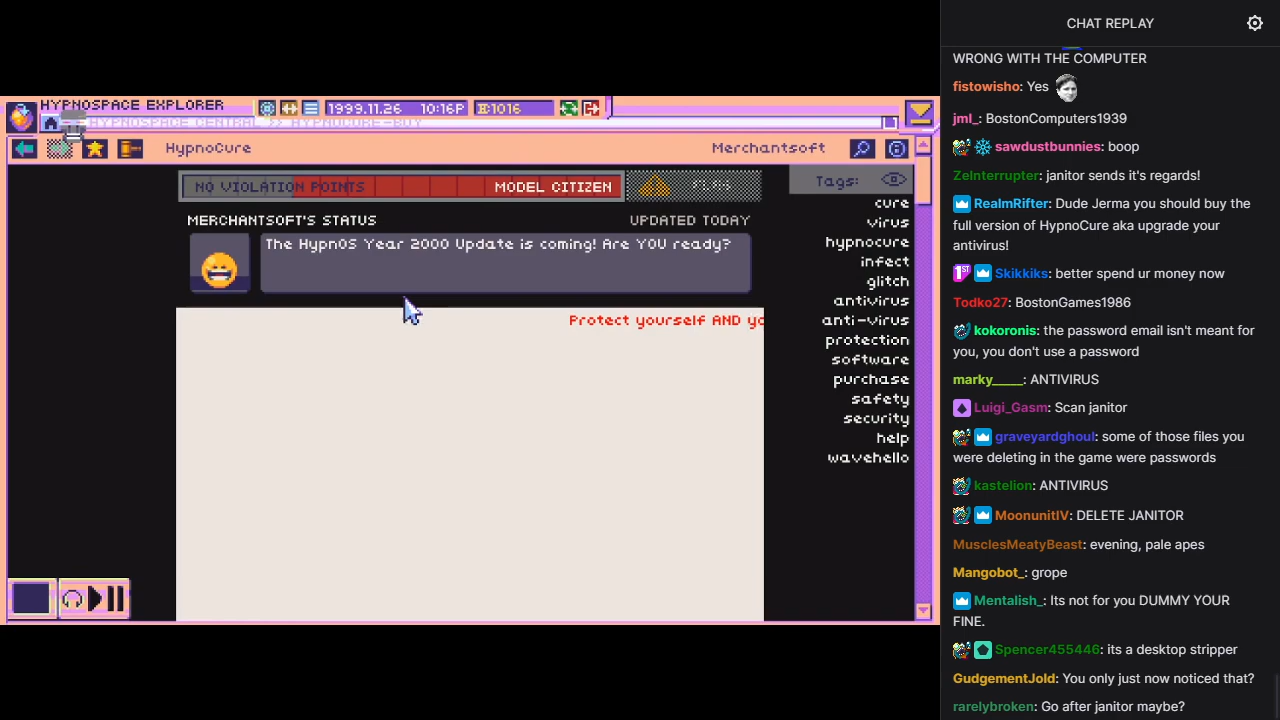 CHAT REPLAY
WRONG WITH THE COMPUTER
fistowisho: Yes
jml_: BostonComputers1939
sawdustbunnies: boop
ZeInterrupter: janitor sends it's regards!
RealmRifter: Dude Jerma you should buy the
full version of HypnoCure aka upgrade your
antivirus!
Skikkiks: better spend ur money now
Todko27: BostonGames1986
kokoronis: the password email isn't meant for
you, you don't use a password
marky_____: ANTIVIRUS
Luigi_Gasm: Scan janitor
graveyardghoul: some of those files you
were deleting in the game were passwords
kastelion: ANTIVIRUS
MoonunitIV: DELETE JANITOR
MusclesMeatyBeast: evening, pale apes
Mangobot_: grope
Mentalish_: Its not for you DUMMY YOUR
FINE.
Spencer455446: its a desktop stripper
GudgementJold: You only just now noticed that?
rarelybroken: Go after janitor maybe?
HYPNOSPACE EXPLORER
1999.11.26 10:16P
1016
HYPNOSPACE CENTRAL >> HYPNOCURE-BUY
HypnoCure
Merchantsoft
NO VIOLATION POINTS
MODEL CITIZEN
FLAG
Tags:
MERCHANTSOFT'S STATUS
UPDATED TODAY
The HypnOS Year 2000 Update is coming! Are YOU ready?
Protect yourself AND yo
cure
virus
hypnocure
infect
glitch
antivirus
anti-virus
protection
software
purchase
safety
security
help
wavehello